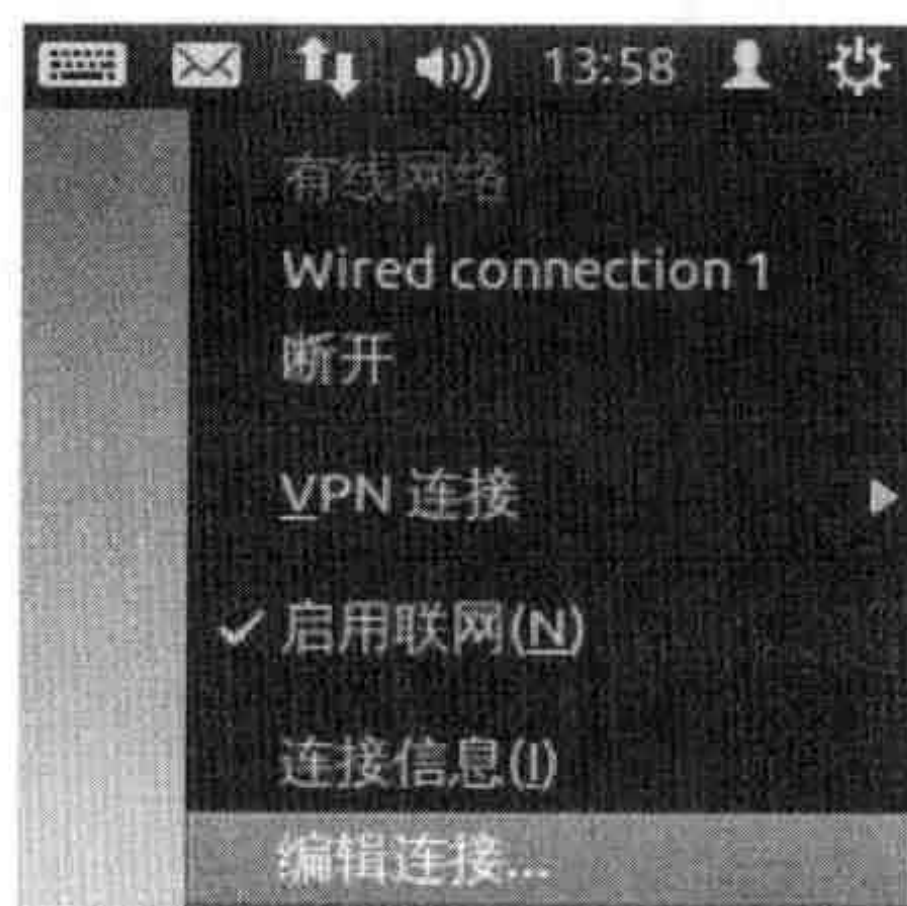 13:58
有线网络
Wired connection 1
断开
VPN 连接
启用联网(N)
连接信息(I)
编辑连接...